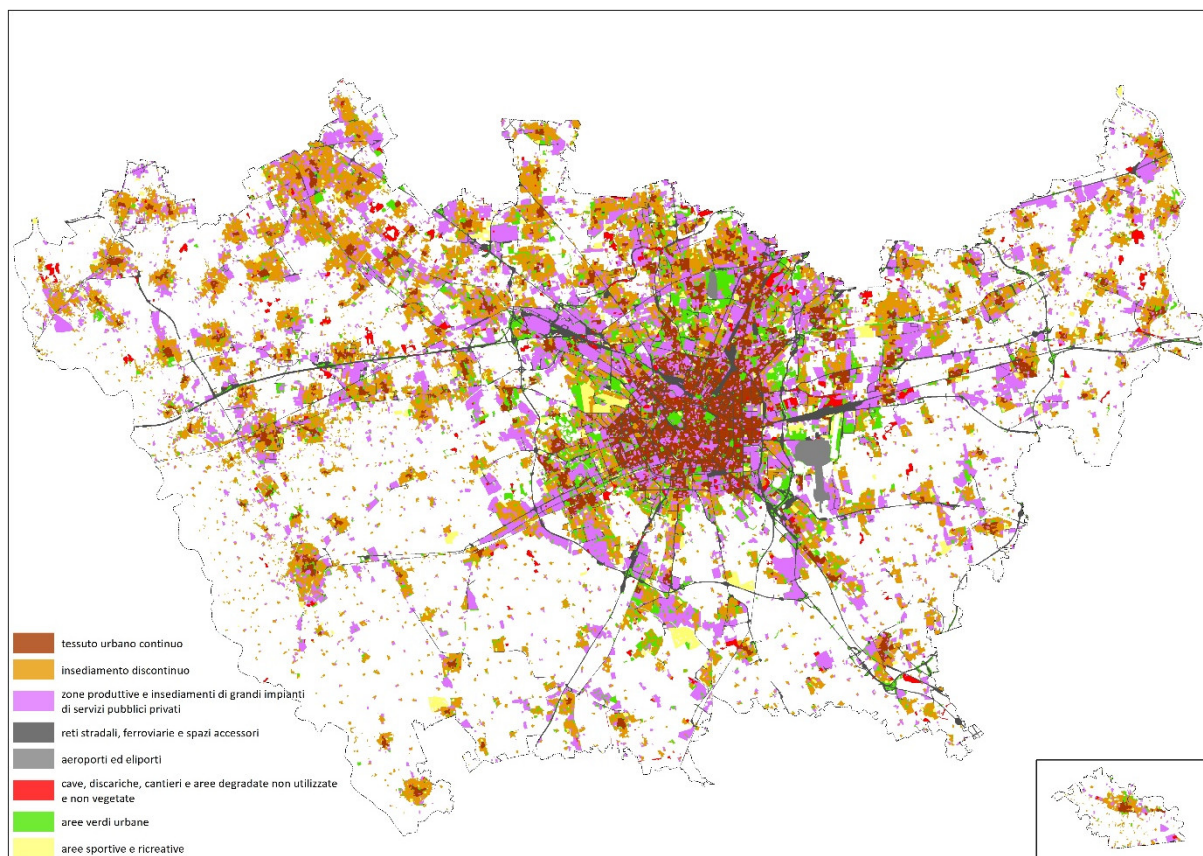 tessuto urbano continuo
insediamento discontinuo
zone produttive e insediamenti di grandi impianti
di servizi pubblici privati
reti stradali, ferroviarie e spazi accessori
aeroporti ed eliporti
cave, discariche, cantieri e aree degradate non utilizzate
e non vegetate
aree verdi urbane
aree sportive e ricreative